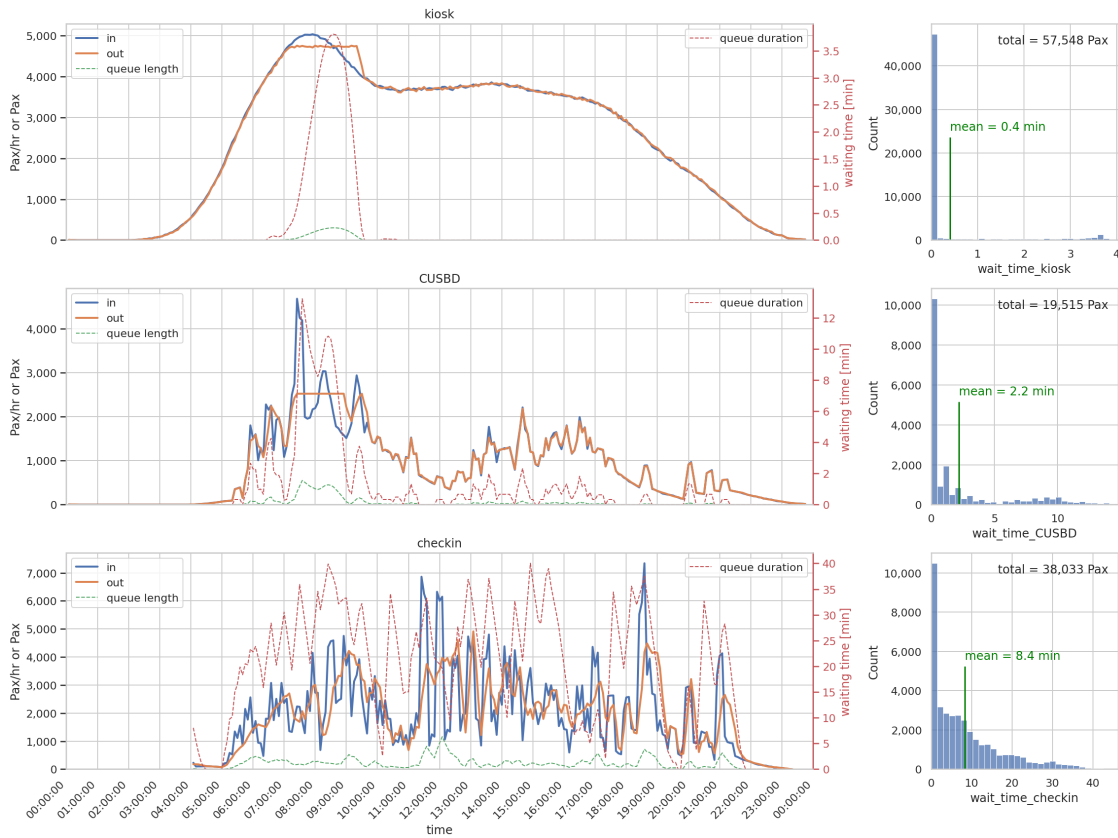 kiosk
in
out
queue length
queue duration
5,000
4,000
3,000
2,000
1,000
0
Pax/hr or Pax
3.5
3.0
2.5
2.0
1.5
1.0
0.5
0.0
waiting time [min]
total = 57,548 Pax
mean = 0.4 min
40,000
30,000
20,000
10,000
0
Count
0 1 2 3 4
wait_time_kiosk
CUSBD
in
out
queue length
queue duration
4,000
3,000
2,000
1,000
0
Pax/hr or Pax
12
10
8
6
4
2
0
waiting time [min]
total = 19,515 Pax
mean = 2.2 min
10,000
8,000
6,000
4,000
2,000
0
Count
0 5 10
wait_time_CUSBD
checkin
in
out
queue length
queue duration
7,000
6,000
5,000
4,000
3,000
2,000
1,000
0
Pax/hr or Pax
40
35
30
25
20
15
10
5
0
waiting time [min]
00:00:00 01:00:00 02:00:00 03:00:00 04:00:00 05:00:00 06:00:00 07:00:00 08:00:00 09:00:00 10:00:00 11:00:00 12:00:00 13:00:00 14:00:00 15:00:00 16:00:00 17:00:00 18:00:00 19:00:00 20:00:00 21:00:00 22:00:00 23:00:00 00:00:00
time
total = 38,033 Pax
mean = 8.4 min
10,000
8,000
6,000
4,000
2,000
0
Count
0 10 20 30 40
wait_time_checkin